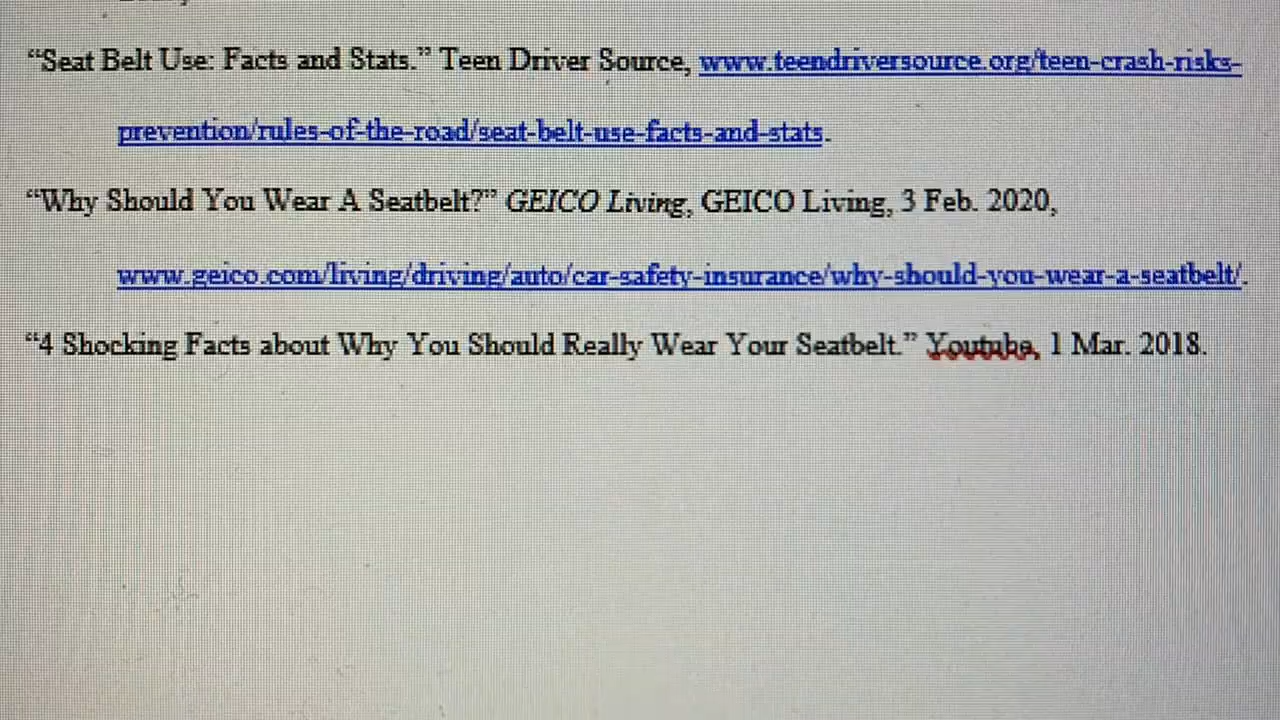 “Seat Belt Use: Facts and Stats.” Teen Driver Source, www.teendriversource.org/teen-crash-risks-
prevention/rules-of-the-road/seat-belt-use-facts-and-stats.
“Why Should You Wear A Seatbelt?” GEICO Living, GEICO Living, 3 Feb. 2020,
www.geico.com/living/driving/auto/car-safety-insurance/why-should-you-wear-a-seatbelt/.
“4 Shocking Facts about Why You Should Really Wear Your Seatbelt.” Youtube, 1 Mar. 2018.